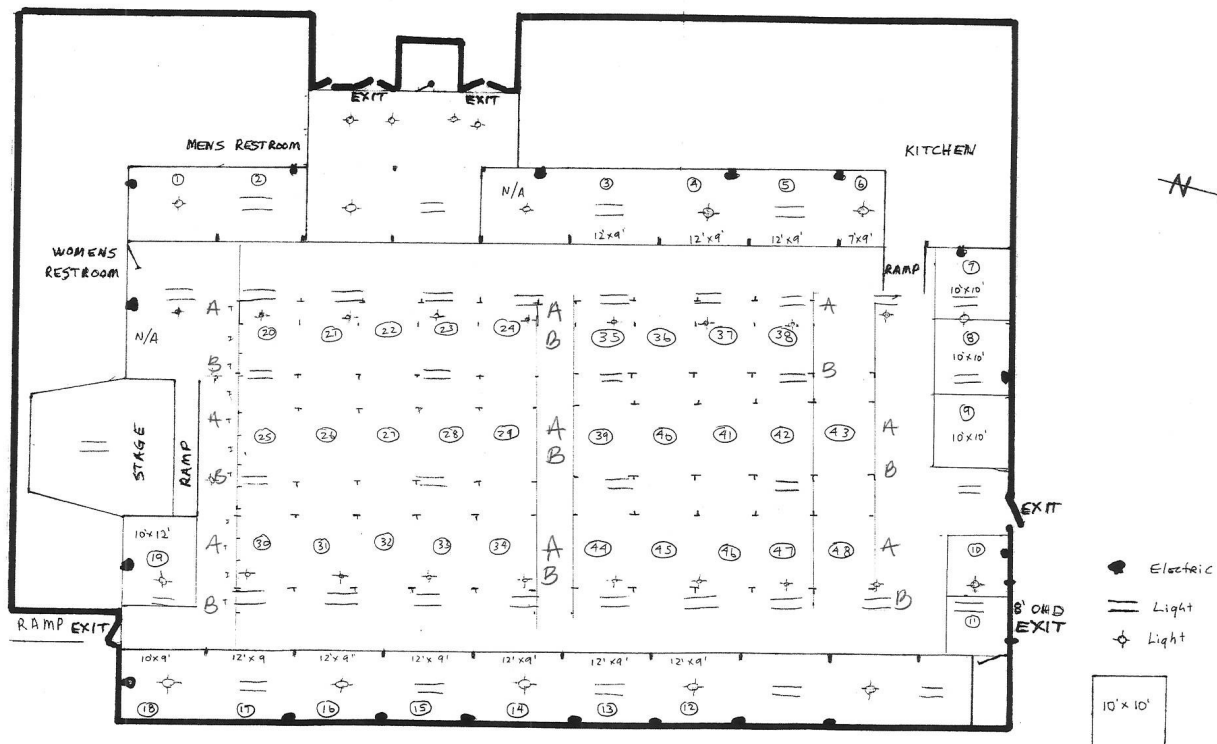 EXIT EXIT
MENS RESTROOM
KITCHEN
N
1 2 N/A 3 4 5 6
12'x9' 12'x9' 12'x9' 7'x9'
WOMENS
RESTROOM
RAMP
7
10'x10'
A A A
20 21 22 23 24 35 36 37 38
N/A
B B B
8
10'x10'
9
10'x10'
STAGE
RAMP
A A A
25 26 27 28 29 39 40 41 42 43
B B B
EXIT
10'x12'
19
A A A
30 31 32 33 34 44 45 46 47 48
B B B
10
11
8' OHD
EXIT
RAMP EXIT
10'x9' 12'x9 12'x9' 12'x9' 12'x9' 12'x9' 12'x9'
18 17 16 15 14 13 12
Electric
Light
Light
10'x10'